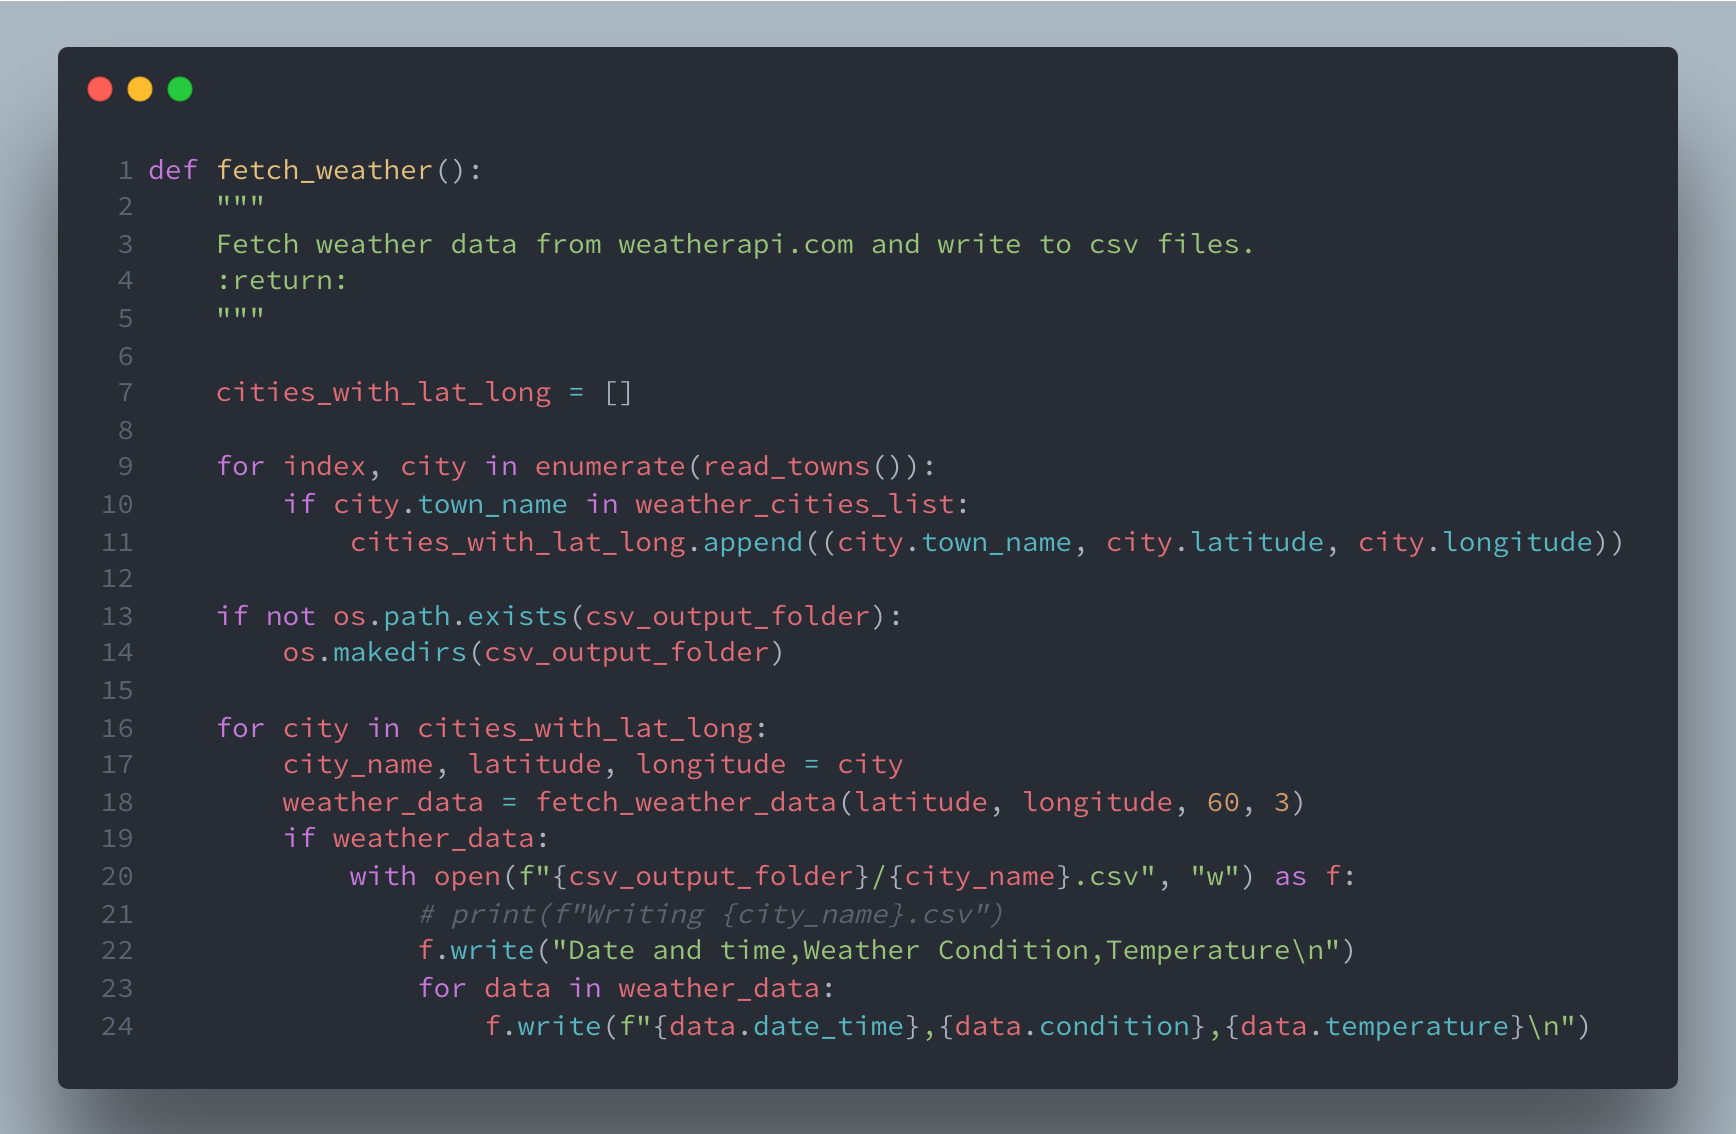 1 def fetch_weather():
2     """
3     Fetch weather data from weatherapi.com and write to csv files.
4     :return:
5     """
6
7     cities_with_lat_long = []
8
9     for index, city in enumerate(read_towns()):
10         if city.town_name in weather_cities_list:
11             cities_with_lat_long.append((city.town_name, city.latitude, city.longitude))
12
13     if not os.path.exists(csv_output_folder):
14         os.makedirs(csv_output_folder)
15
16     for city in cities_with_lat_long:
17         city_name, latitude, longitude = city
18         weather_data = fetch_weather_data(latitude, longitude, 60, 3)
19         if weather_data:
20             with open(f"{csv_output_folder}/{city_name}.csv", "w") as f:
21                 # print(f"Writing {city_name}.csv")
22                 f.write("Date and time,Weather Condition,Temperature\n")
23                 for data in weather_data:
24                     f.write(f"{data.date_time},{data.condition},{data.temperature}\n")